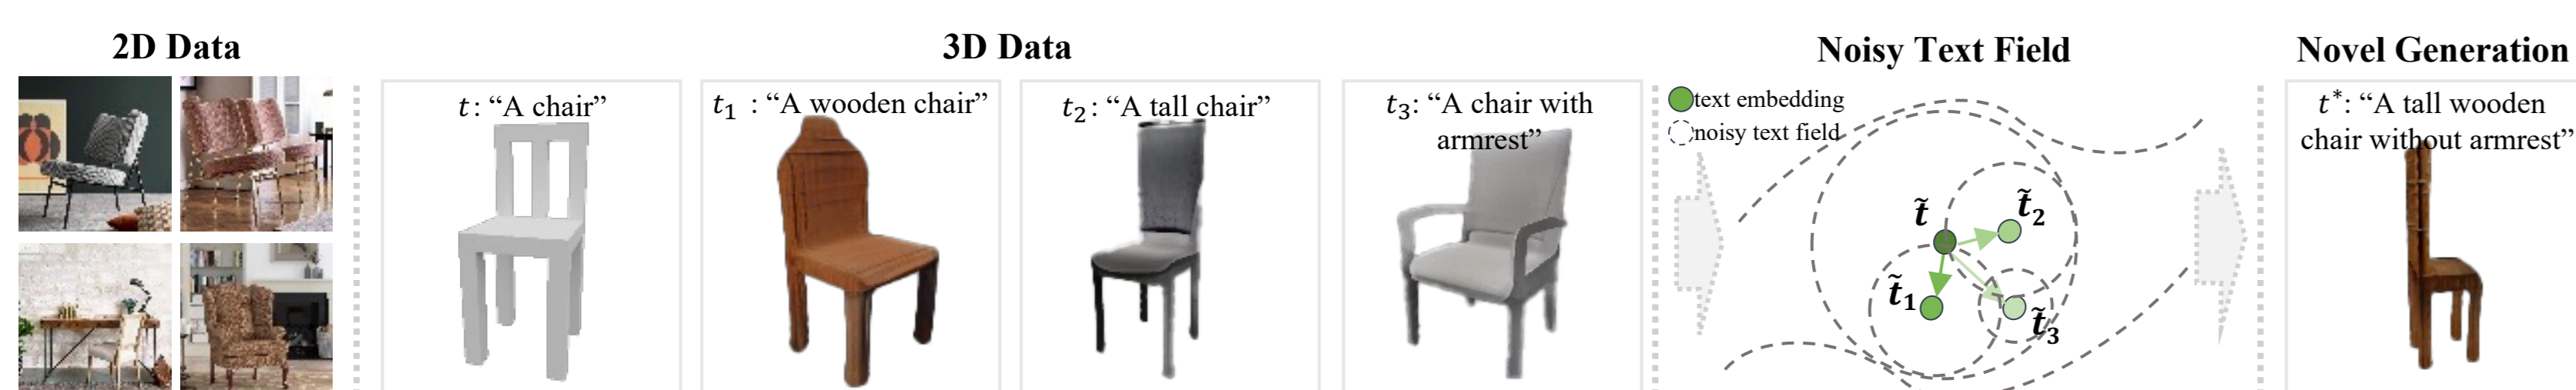 2D Data
3D Data
Noisy Text Field
Novel Generation
t: “A chair”
t₁ : “A wooden chair”
t₂: “A tall chair”
t₃: “A chair with
armrest”
text embedding
noisy text field
t̃
t̃₂
t̃₁
t̃₃
t*: “A tall wooden
chair without armrest”